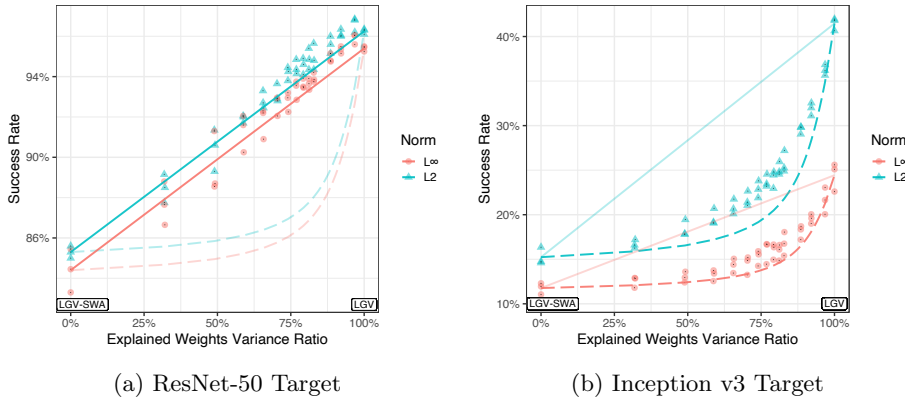 94%
90%
86%
Success Rate
LGV-SWA
LGV
0%
25%
50%
75%
100%
Explained Weights Variance Ratio
Norm
L∞
L2
(a) ResNet-50 Target
40%
30%
20%
10%
Success Rate
LGV-SWA
LGV
0%
25%
50%
75%
100%
Explained Weights Variance Ratio
Norm
L∞
L2
(b) Inception v3 Target